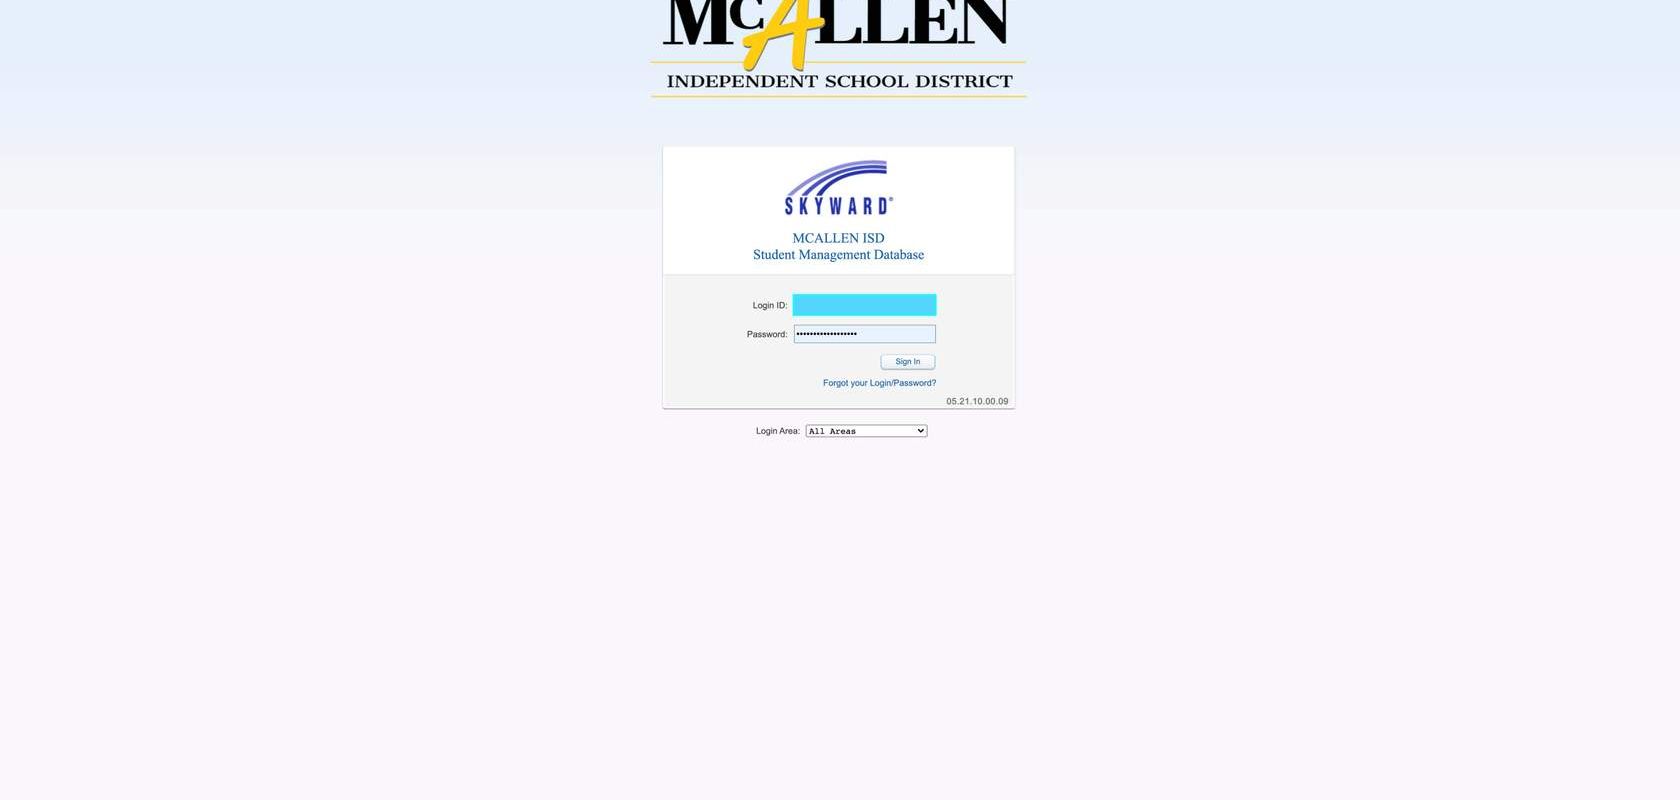 McALLEN
INDEPENDENT SCHOOL DISTRICT
SKYWARD®
MCALLEN ISD
Student Management Database
Login ID:
Password: ••••••••••••••••••
Sign In
Forgot your Login/Password?
05.21.10.00.09
Login Area: All Areas